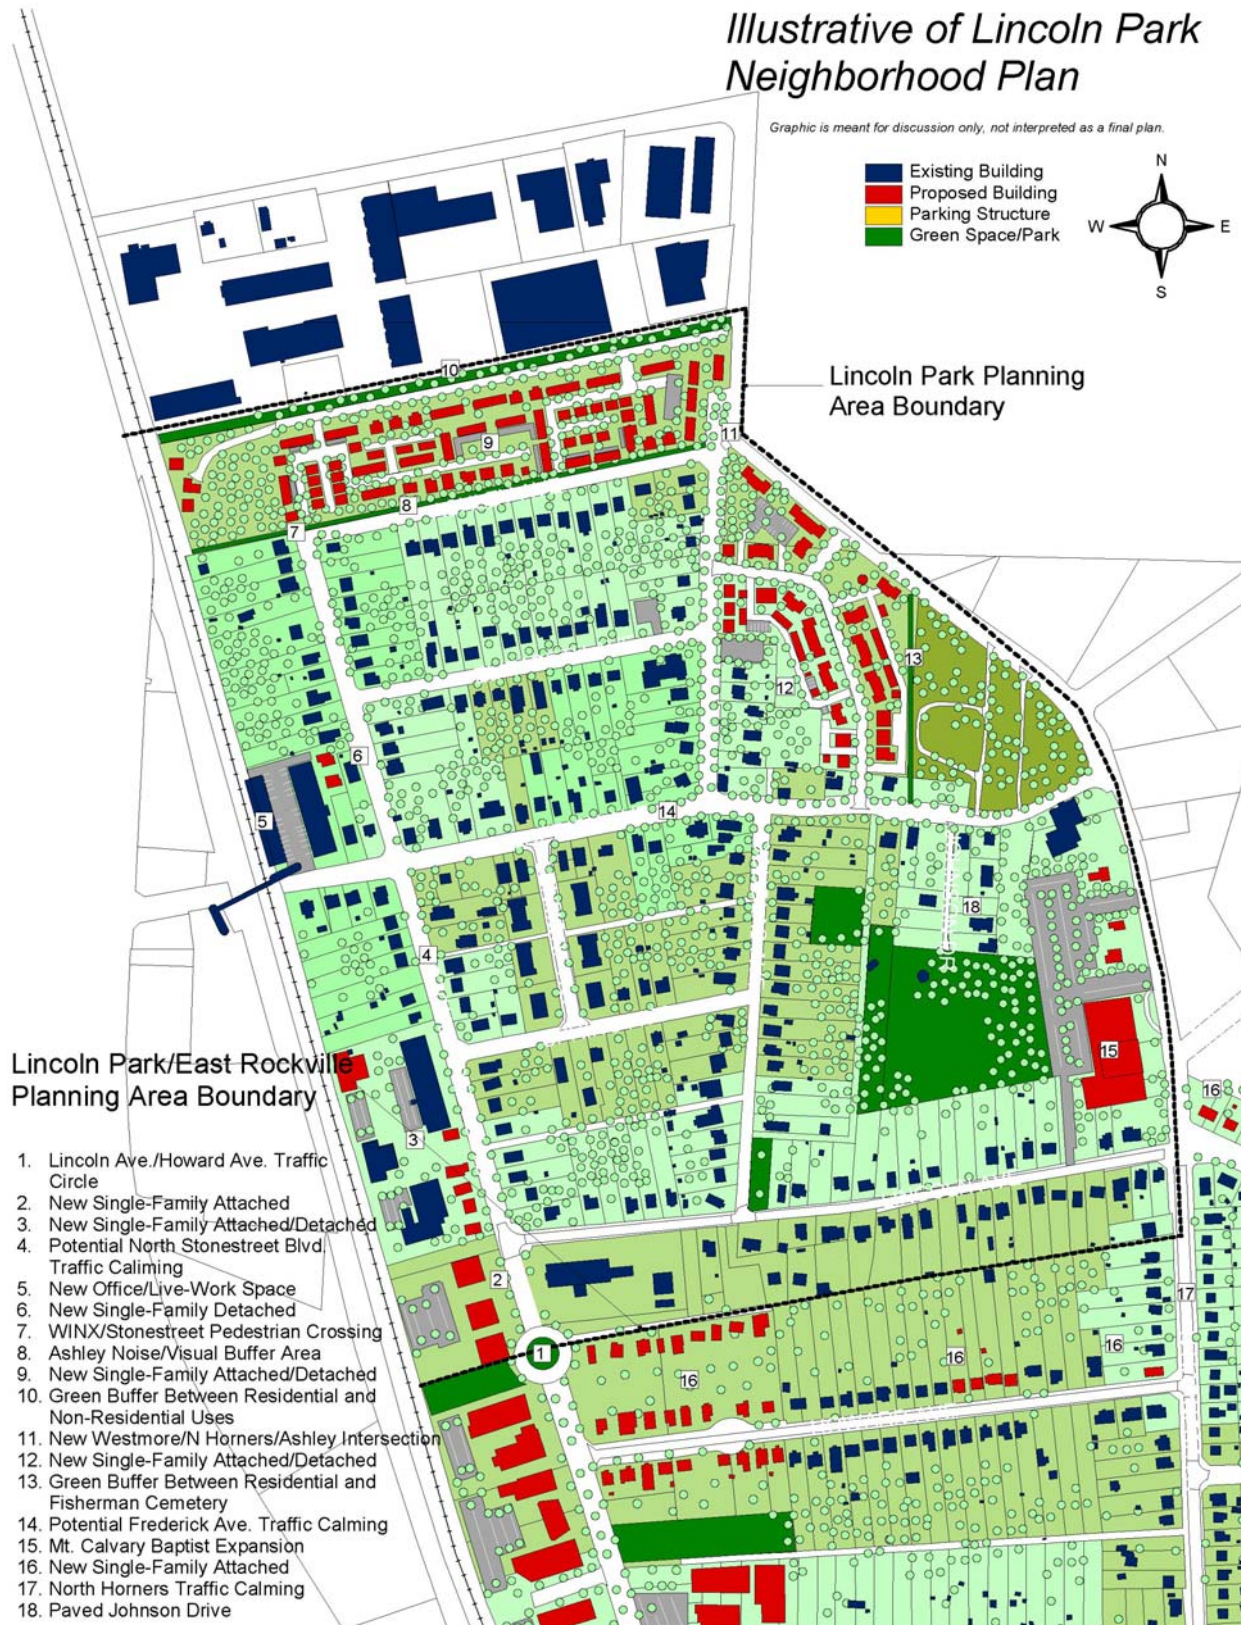 Illustrative of Lincoln Park
Neighborhood Plan
Graphic is meant for discussion only, not interpreted as a final plan.
Existing Building
Proposed Building
Parking Structure
Green Space/Park
N
W
E
S
Lincoln Park Planning
Area Boundary
10
9
11
8
7
13
12
6
14
5
18
4
15
3
16
2
17
1
16
16
16
Lincoln Park/East Rockville
Planning Area Boundary
1. Lincoln Ave./Howard Ave. Traffic
Circle
2. New Single-Family Attached
3. New Single-Family Attached/Detached
4. Potential North Stonestreet Blvd.
Traffic Caliming
5. New Office/Live-Work Space
6. New Single-Family Detached
7. WINX/Stonestreet Pedestrian Crossing
8. Ashley Noise/Visual Buffer Area
9. New Single-Family Attached/Detached
10. Green Buffer Between Residential and
Non-Residential Uses
11. New Westmore/N Horners/Ashley Intersection
12. New Single-Family Attached/Detached
13. Green Buffer Between Residential and
Fisherman Cemetery
14. Potential Frederick Ave. Traffic Calming
15. Mt. Calvary Baptist Expansion
16. New Single-Family Attached
17. North Horners Traffic Calming
18. Paved Johnson Drive